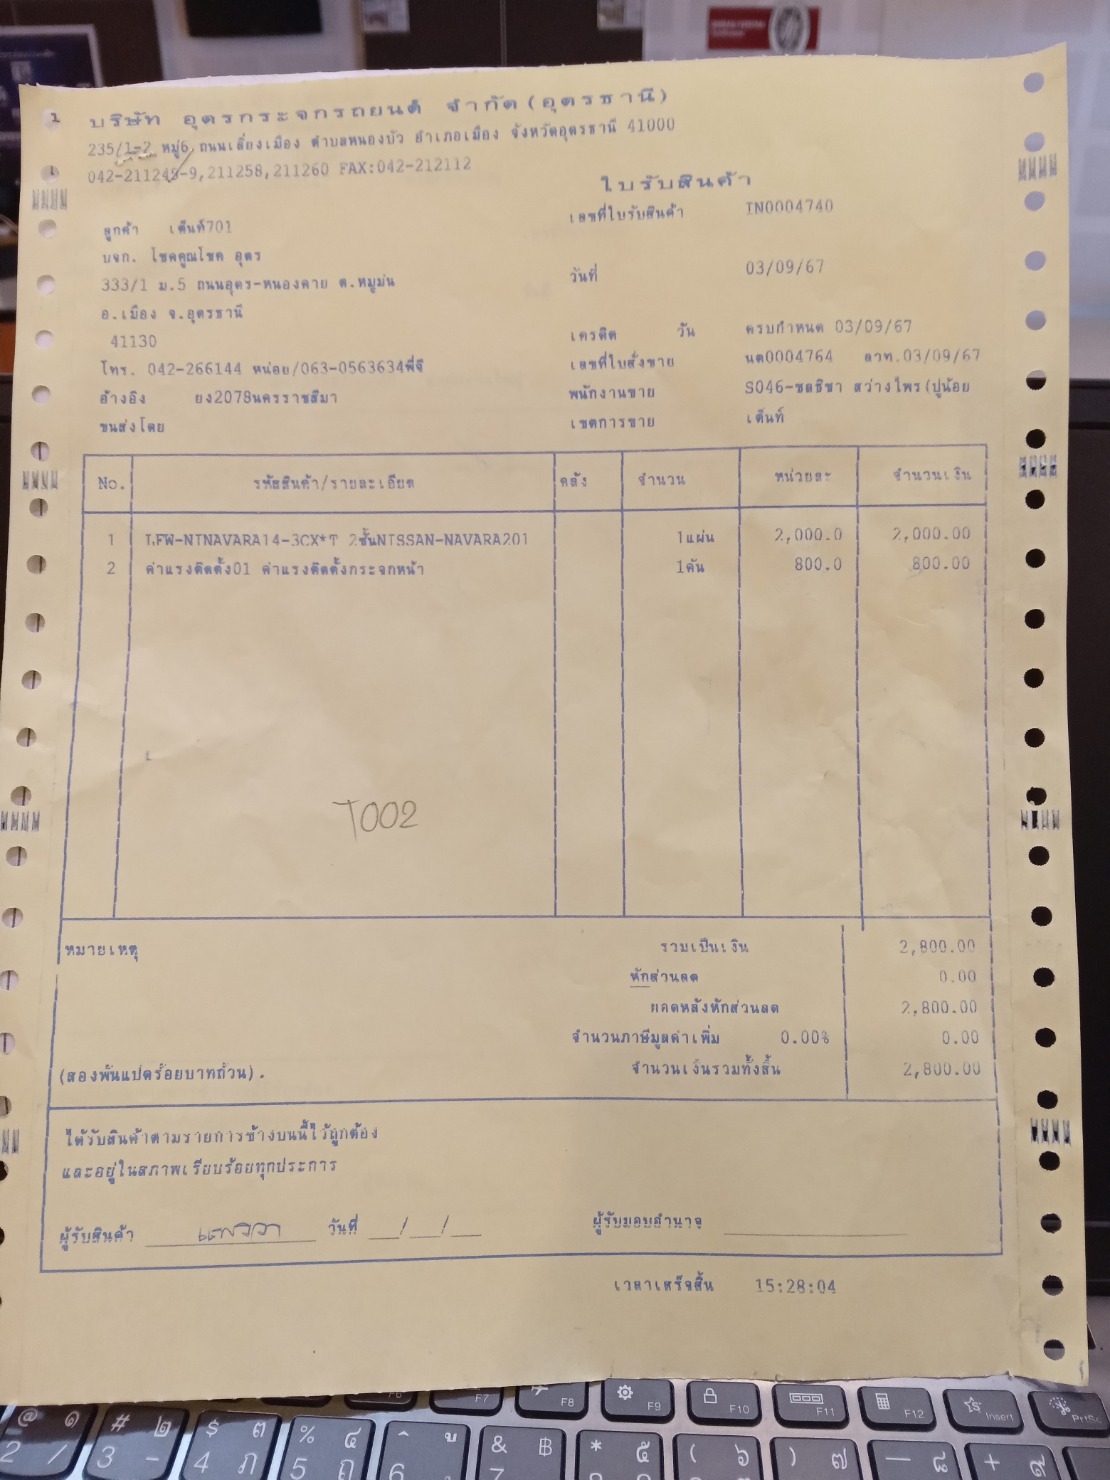 บริษัท อุดรกระจกรถยนต์ จำกัด(อุดรธานี)
235/1-2 หมู่6 ถนนเลี่ยงเมือง ตำบลหนองบัว อำเภอเมือง จังหวัดอุดรธานี 41000
042-211248-9,211258,211260 FAX:042-212112
ใบรับสินค้า
เลขที่ใบรับสินค้า IN0004740
ลูกค้า เต็นท์701
บจก. โชคคูณโชค อุดร
วันที่ 03/09/67
333/1 ม.5 ถนนอุดร-หนองคาย ต.หมูม่น
อ.เมือง จ.อุดรธานี
41130
เครดิต วัน ครบกำหนด 03/09/67
โทร. 042-266144 หน่อย/063-0563634พี่จี
เลขที่ใบสั่งขาย นต0004764 ลวท.03/09/67
อ้างอิง ยง2078นครราชสีมา
พนักงานขาย S046-ชลธิชา สว่างไพร(ปูน้อย
ขนส่งโดย
เขตการขาย เต็นท์
No. รหัสสินค้า/รายละเอียด คลัง จำนวน หน่วยละ จำนวนเงิน
1 LFW-NINAVARA14-3CX*T 2ชั้นNISSAN-NAVARA201 1แผ่น 2,000.0 2,000.00
2 ค่าแรงติดตั้ง01 ค่าแรงติดตั้งกระจกหน้า 1คัน 800.0 800.00
T002
หมายเหตุ
รวมเป็นเงิน 2,800.00
หักส่วนลด 0.00
ยอดหลังหักส่วนลด 2,800.00
จำนวนภาษีมูลค่าเพิ่ม 0.00% 0.00
(สองพันแปดร้อยบาทถ้วน). จำนวนเงินรวมทั้งสิ้น 2,800.00
ได้รับสินค้าตามรายการข้างบนนี้ไว้ถูกต้อง
และอยู่ในสภาพเรียบร้อยทุกประการ
ผู้รับสินค้า วันที่ / / ผู้รับมอบอำนาจ
เวลาเสร็จสิ้น 15:28:04
F7 F8 F9 F10 F11 F12 Insert PrtSc